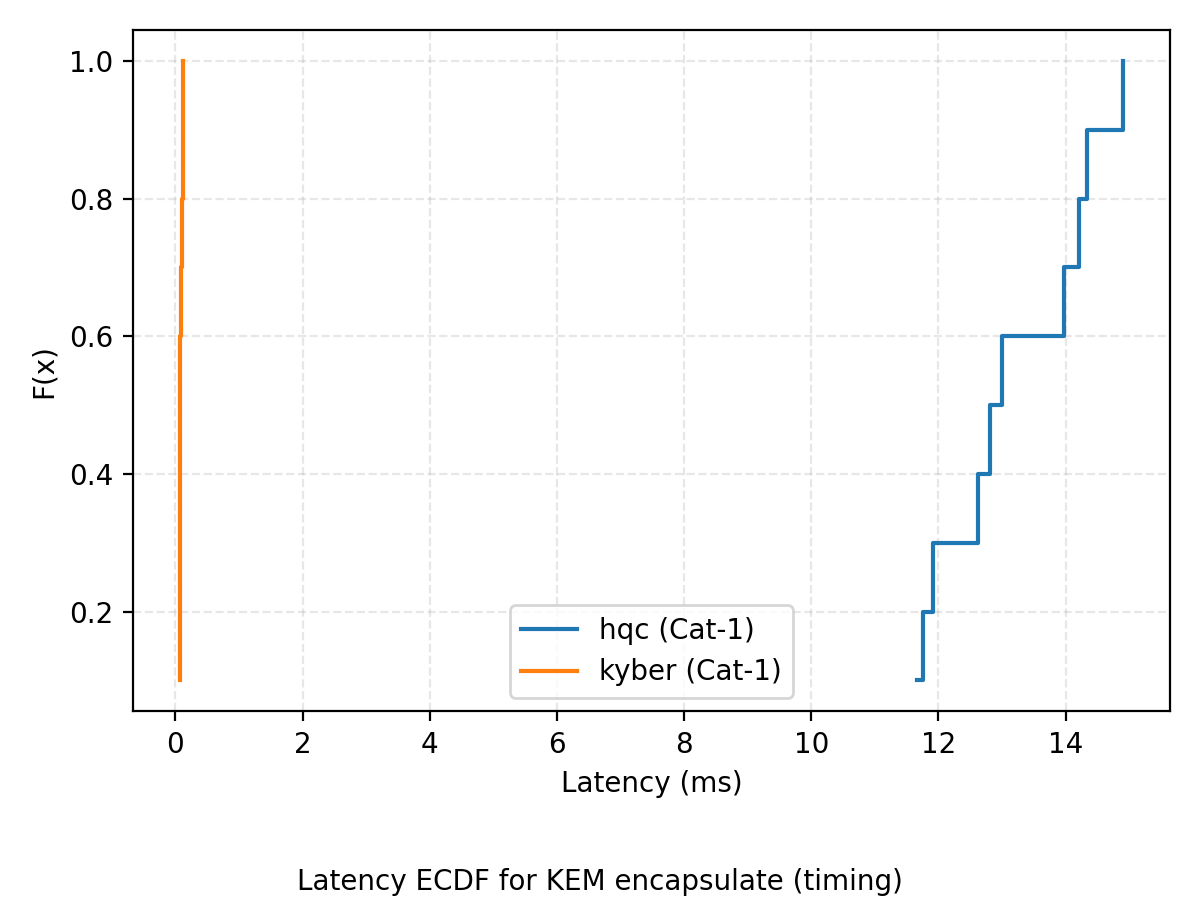 1.0
0.8
0.6
0.4
0.2
F(x)
hqc (Cat-1)
kyber (Cat-1)
0 2 4 6 8 10 12 14
Latency (ms)
Latency ECDF for KEM encapsulate (timing)